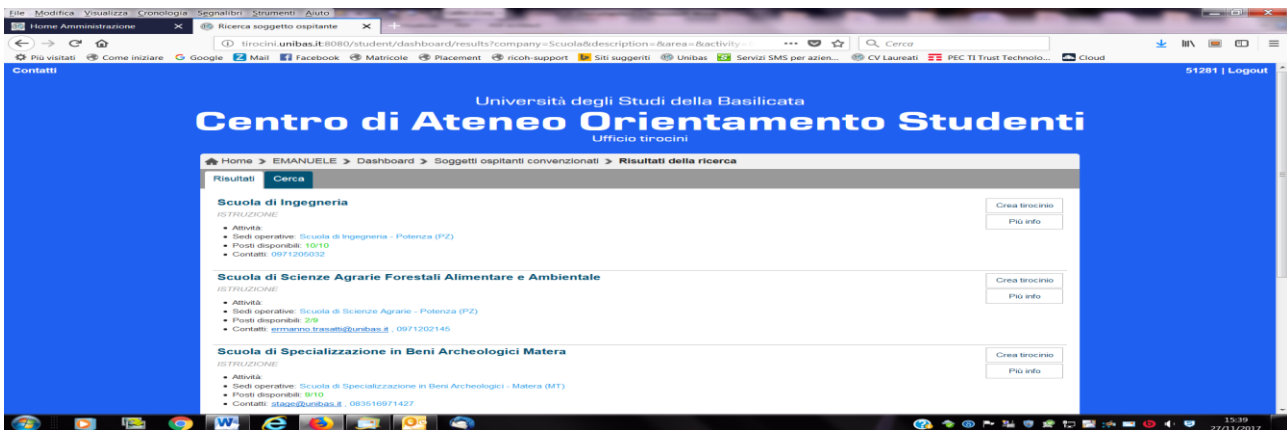 File Modifica Visualizza Cronologia Segnalibri Strumenti Aiuto
Home Amministrazione Ricerca soggetto ospitante
tirocini.unibas.it:8080/student/dashboard/results?company=Scuola&description=&area=&activity= Cerca
Più visitati Come iniziare Google Mail Facebook Matricole Placement ricoh-support Siti suggeriti Unibas Servizi SMS per azien... CV Laureati PEC TI Trust Technolo... Cloud
Contatti 51281 | Logout
Università degli Studi della Basilicata
Centro di Ateneo Orientamento Studenti
Ufficio tirocini
Home > EMANUELE > Dashboard > Soggetti ospitanti convenzionati > Risultati della ricerca
Risultati Cerca
Scuola di Ingegneria
Crea tirocinio
ISTRUZIONE
Più info
• Attività:
• Sedi operative: Scuola di Ingegneria - Potenza (PZ)
• Posti disponibili: 10/10
• Contatti: 0971205032
Scuola di Scienze Agrarie Forestali Alimentare e Ambientale
Crea tirocinio
ISTRUZIONE
Più info
• Attività:
• Sedi operative: Scuola di Scienze Agrarie - Potenza (PZ)
• Posti disponibili: 2/9
• Contatti: ermanno.trasatti@unibas.it , 0971202145
Scuola di Specializzazione in Beni Archeologici Matera
Crea tirocinio
ISTRUZIONE
Più info
• Attività:
• Sedi operative: Scuola di Specializzazione in Beni Archeologici - Matera (MT)
• Posti disponibili: 9/10
• Contatti: stage@unibas.it , 083516971427
15:39
27/11/2017